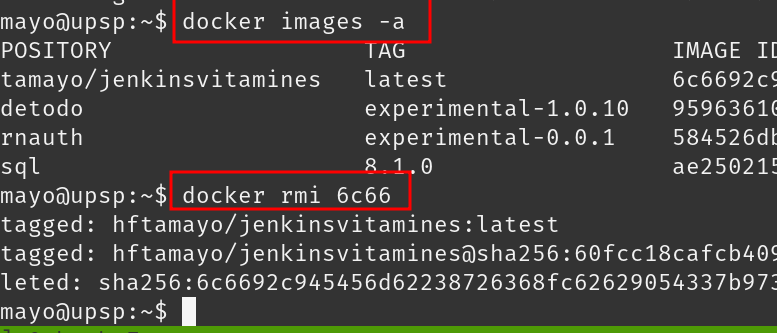 mayo@upsp:~$ docker images -a
POSITORY TAG IMAGE ID
tamayo/jenkinsvitamines latest 6c6692c9
detodo experimental-1.0.10 95963610
rnauth experimental-0.0.1 584526db
sql 8.1.0 ae250215
mayo@upsp:~$ docker rmi 6c66
tagged: hftamayo/jenkinsvitamines:latest
tagged: hftamayo/jenkinsvitamines@sha256:60fcc18cafcb409
leted: sha256:6c6692c945456d62238726368fc62629054337b973
mayo@upsp:~$